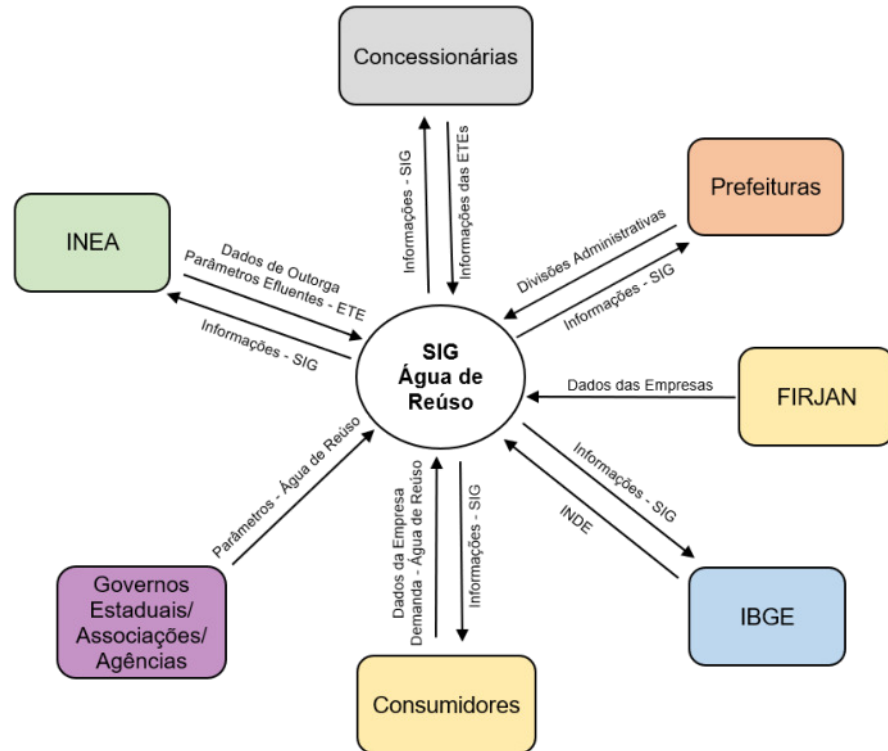 Concessionárias
Informações - SIG
Informações das ETEs
Prefeituras
Divisões Administrativas
Informações - SIG
INEA
Dados de Outorga
Parâmetros Efluentes - ETE
Informações - SIG
SIG
Água de
Reúso
Dados das Empresas
FIRJAN
Informações - SIG
INDE
IBGE
Parâmetros - Água de Reúso
Governos
Estaduais/
Associações/
Agências
Dados da Empresa
Demanda - Água de Reúso
Informações - SIG
Consumidores